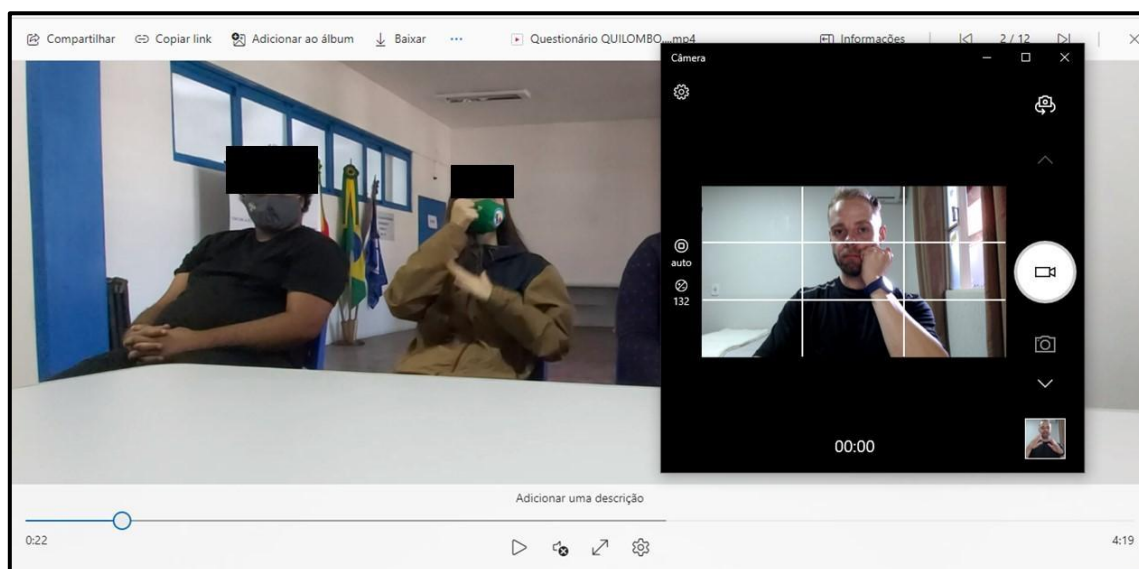 Compartilhar Copiar link Adicionar ao álbum Baixar ... Questionário QUILOMBO....mp4 Informações 2 / 12
Câmera
auto
132
00:00
Adicionar uma descrição
0:22 4:19